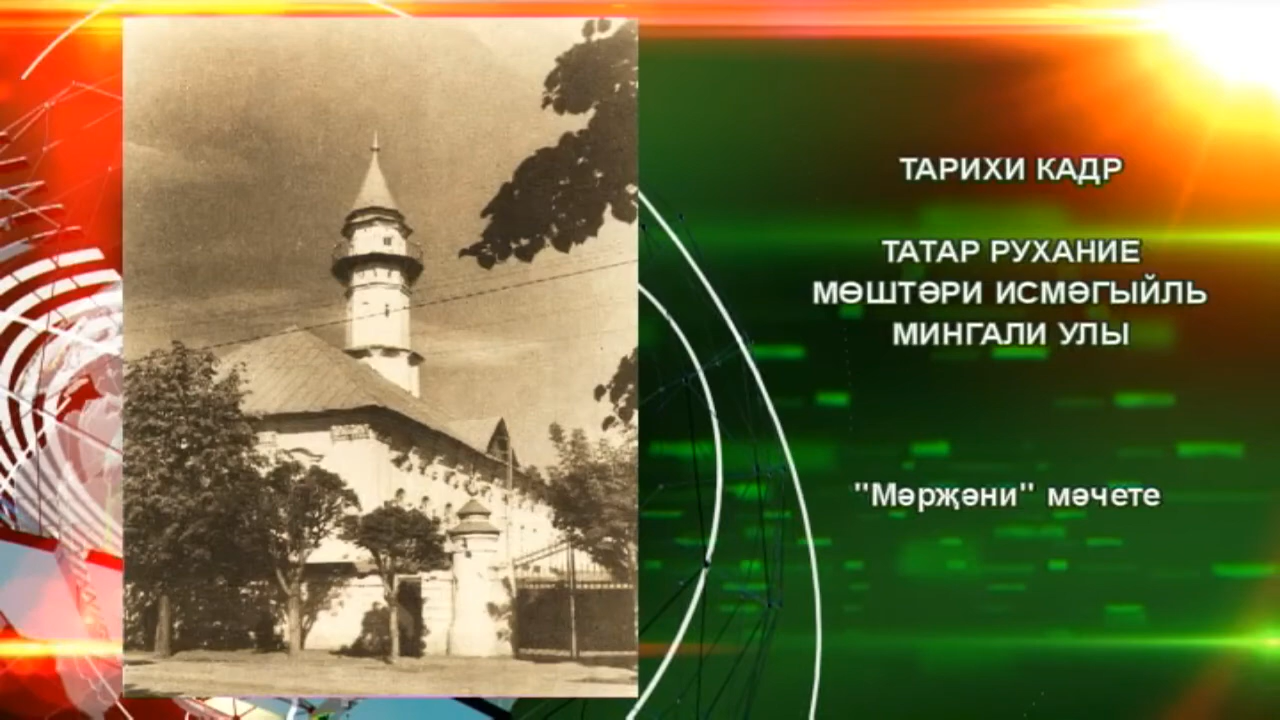 ТАРИХИ КАДР
ТАТАР РУХАНИЕ
МӨШТӘРИ ИСМӘГЫЙЛЬ
МИНГАЛИ УЛЫ
"Мәрҗәни" мәчете